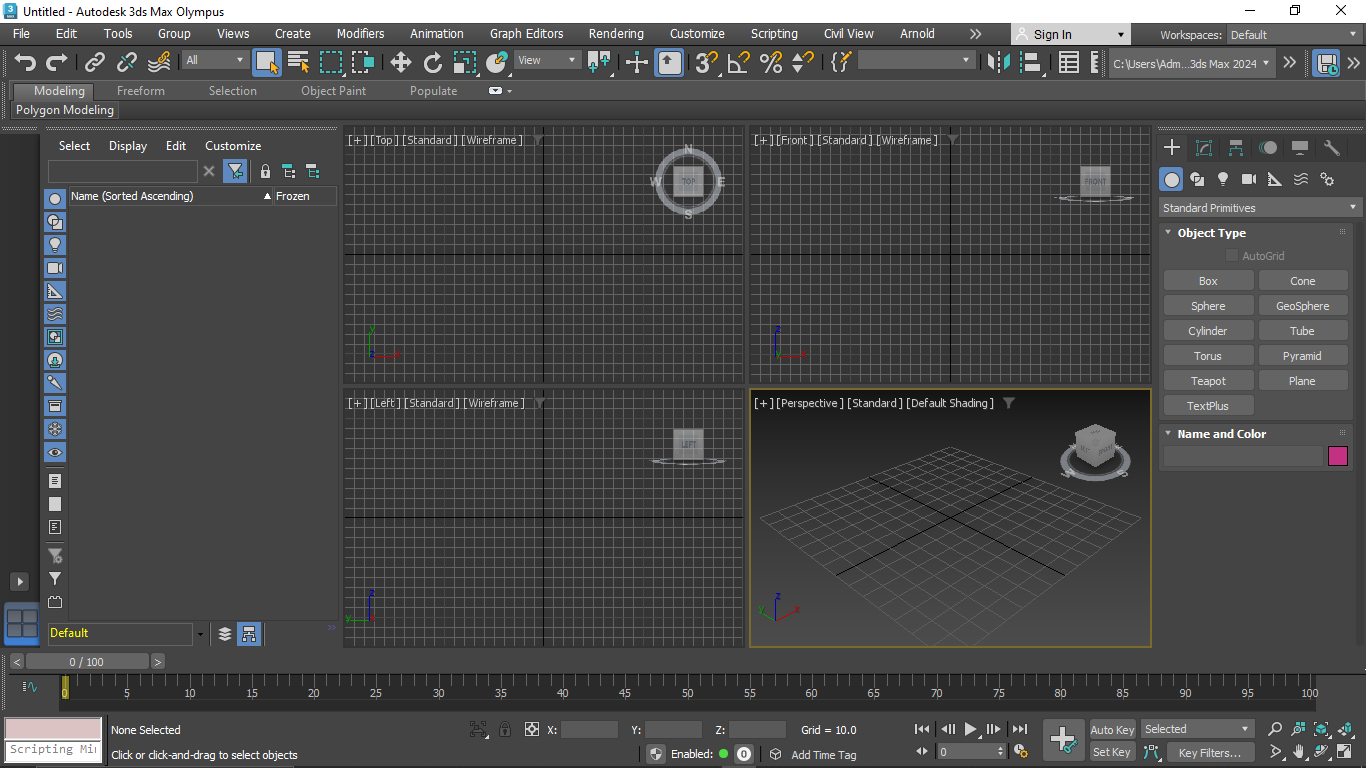 Untitled - Autodesk 3ds Max Olympus
File Edit Tools Group Views Create Modifiers Animation Graph Editors Rendering Customize Scripting Civil View Arnold Sign In Workspaces: Default
All View C:\Users\Adm...3ds Max 2024
Modeling Freeform Selection Object Paint Populate
Polygon Modeling
Select Display Edit Customize
Name (Sorted Ascending) Frozen
Default
[+] [Top] [Standard] [Wireframe]
N
W TOP E
S
y
z x
[+] [Front] [Standard] [Wireframe]
FRONT
z
y x
[+] [Left] [Standard] [Wireframe]
LEFT
z
y x
[+] [Perspective] [Standard] [Default Shading]
W S
z
y x
Standard Primitives
Object Type
AutoGrid
Box Cone
Sphere GeoSphere
Cylinder Tube
Torus Pyramid
Teapot Plane
TextPlus
Name and Color
< 0 / 100 >
0 5 10 15 20 25 30 35 40 45 50 55 60 65 70 75 80 85 90 95 100
None Selected X: Y: Z: Grid = 10.0 Auto Key Selected
Scripting Mi
Click or click-and-drag to select objects Enabled: 0 Add Time Tag 0 Set Key Key Filters...